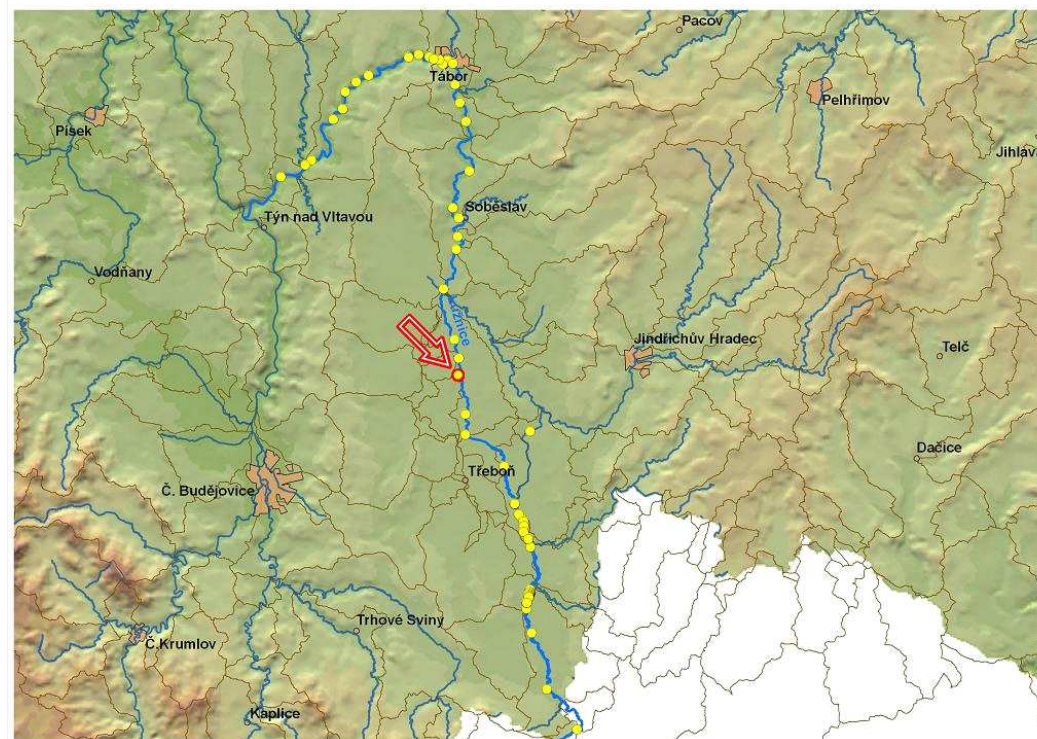 Pacov
Tábor
Pelhřimov
Písek
Jihlava
Soběslav
Týn nad Vltavou
Vodňany
Lužnice
Jindřichův Hradec
Telč
Dačice
Třeboň
Č. Budějovice
Trhové Sviny
Č.Krumlov
Kaplice